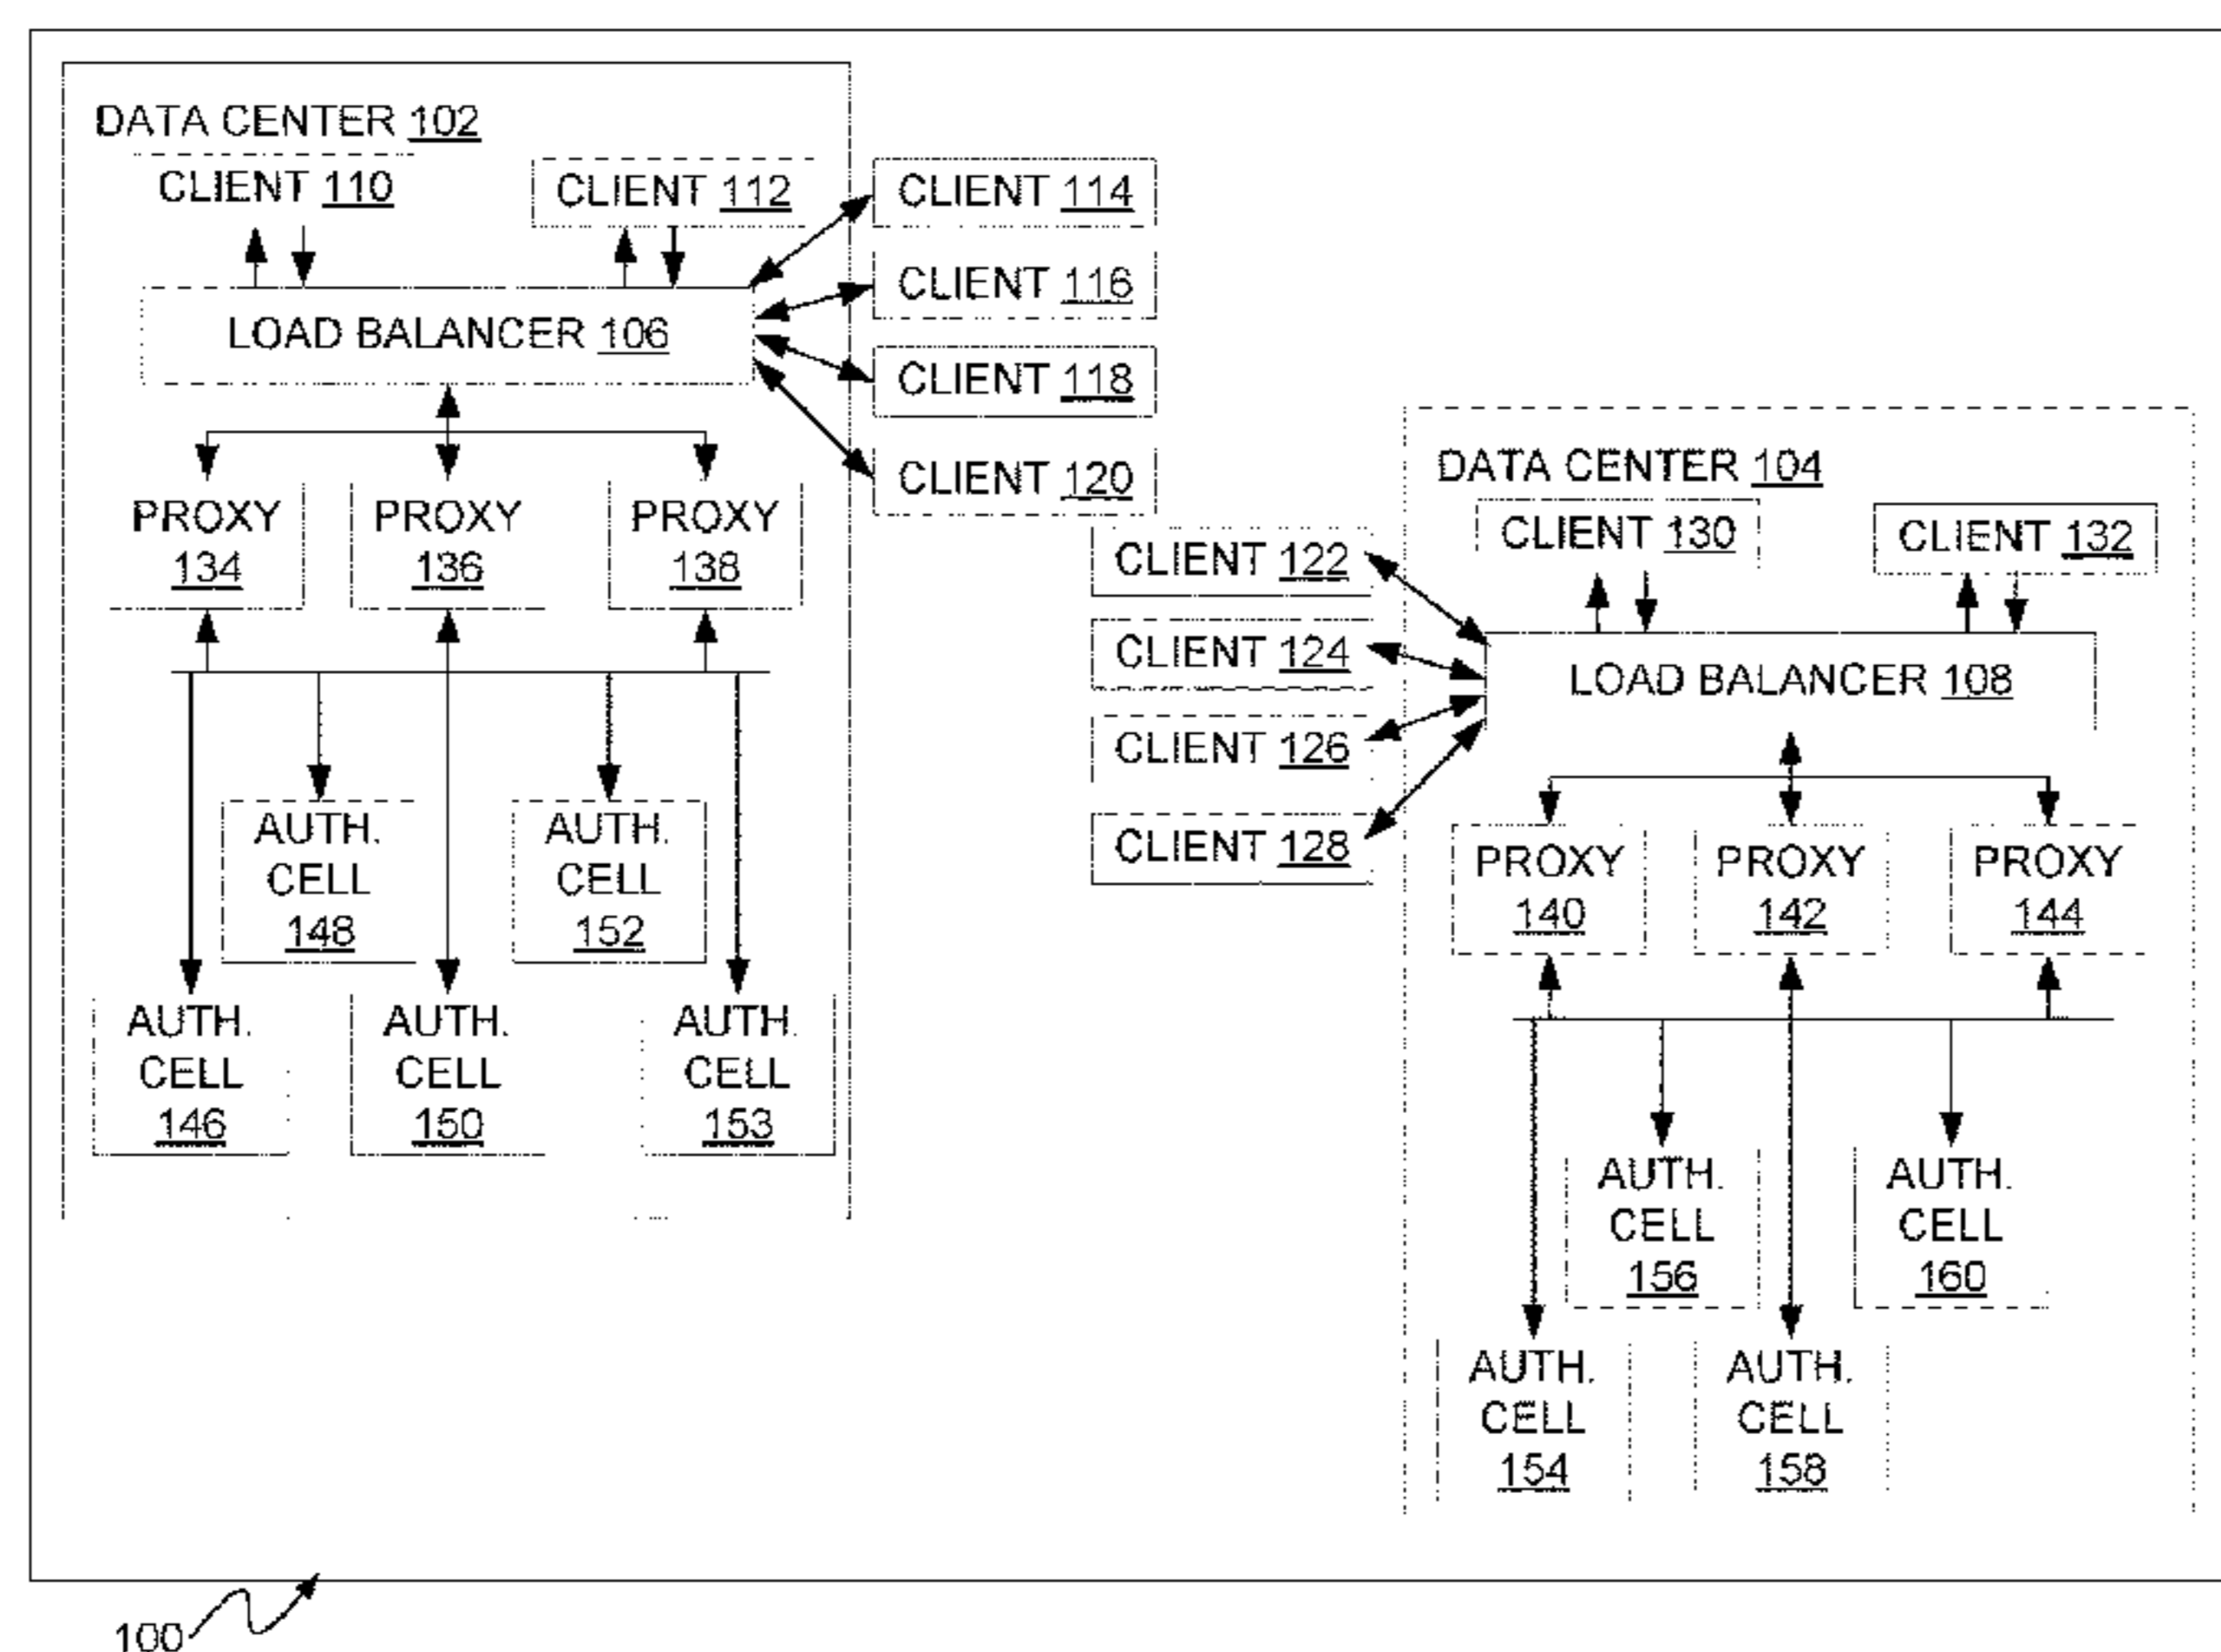 DATA CENTER 102
CLIENT 110
CLIENT 112
CLIENT 114
CLIENT 116
CLIENT 118
CLIENT 120
LOAD BALANCER 106
PROXY
134
PROXY
136
PROXY
138
AUTH.
CELL
148
AUTH.
CELL
152
AUTH.
CELL
146
AUTH.
CELL
150
AUTH.
CELL
153
DATA CENTER 104
CLIENT 130
CLIENT 132
CLIENT 122
CLIENT 124
CLIENT 126
CLIENT 128
LOAD BALANCER 108
PROXY
140
PROXY
142
PROXY
144
AUTH.
CELL
156
AUTH.
CELL
160
AUTH.
CELL
154
AUTH.
CELL
158
100